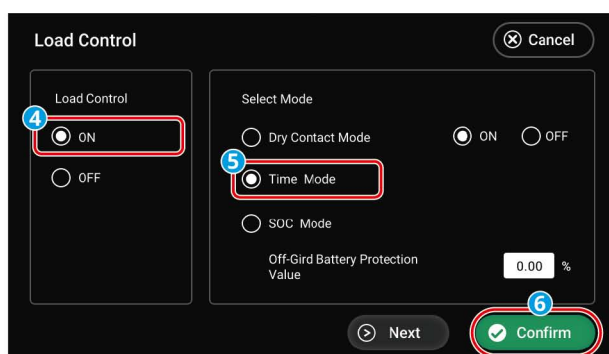 Load Control
Cancel
Load Control
4
ON
OFF
Select Mode
Dry Contact Mode
ON
OFF
5
Time Mode
SOC Mode
Off-Gird Battery Protection
Value
0.00 %
6
Next
Confirm